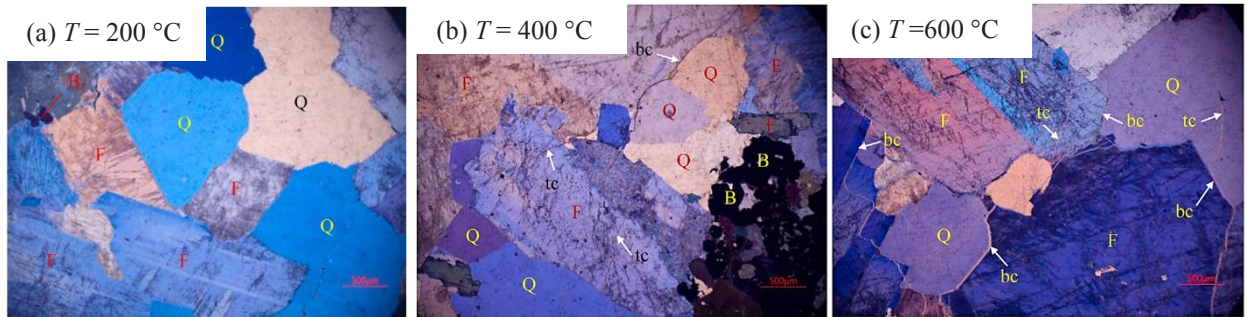 (a) T = 200 °C
Q
B
Q
Q
F
F
Q
F
F
500μm
(b) T = 400 °C
bc
F
Q
F
Q
F
Q
B
tc
B
F
Q
tc
Q
500μm
(c) T =600 °C
F
Q
F
tc
bc
tc
bc
bc
Q
F
bc
500μm